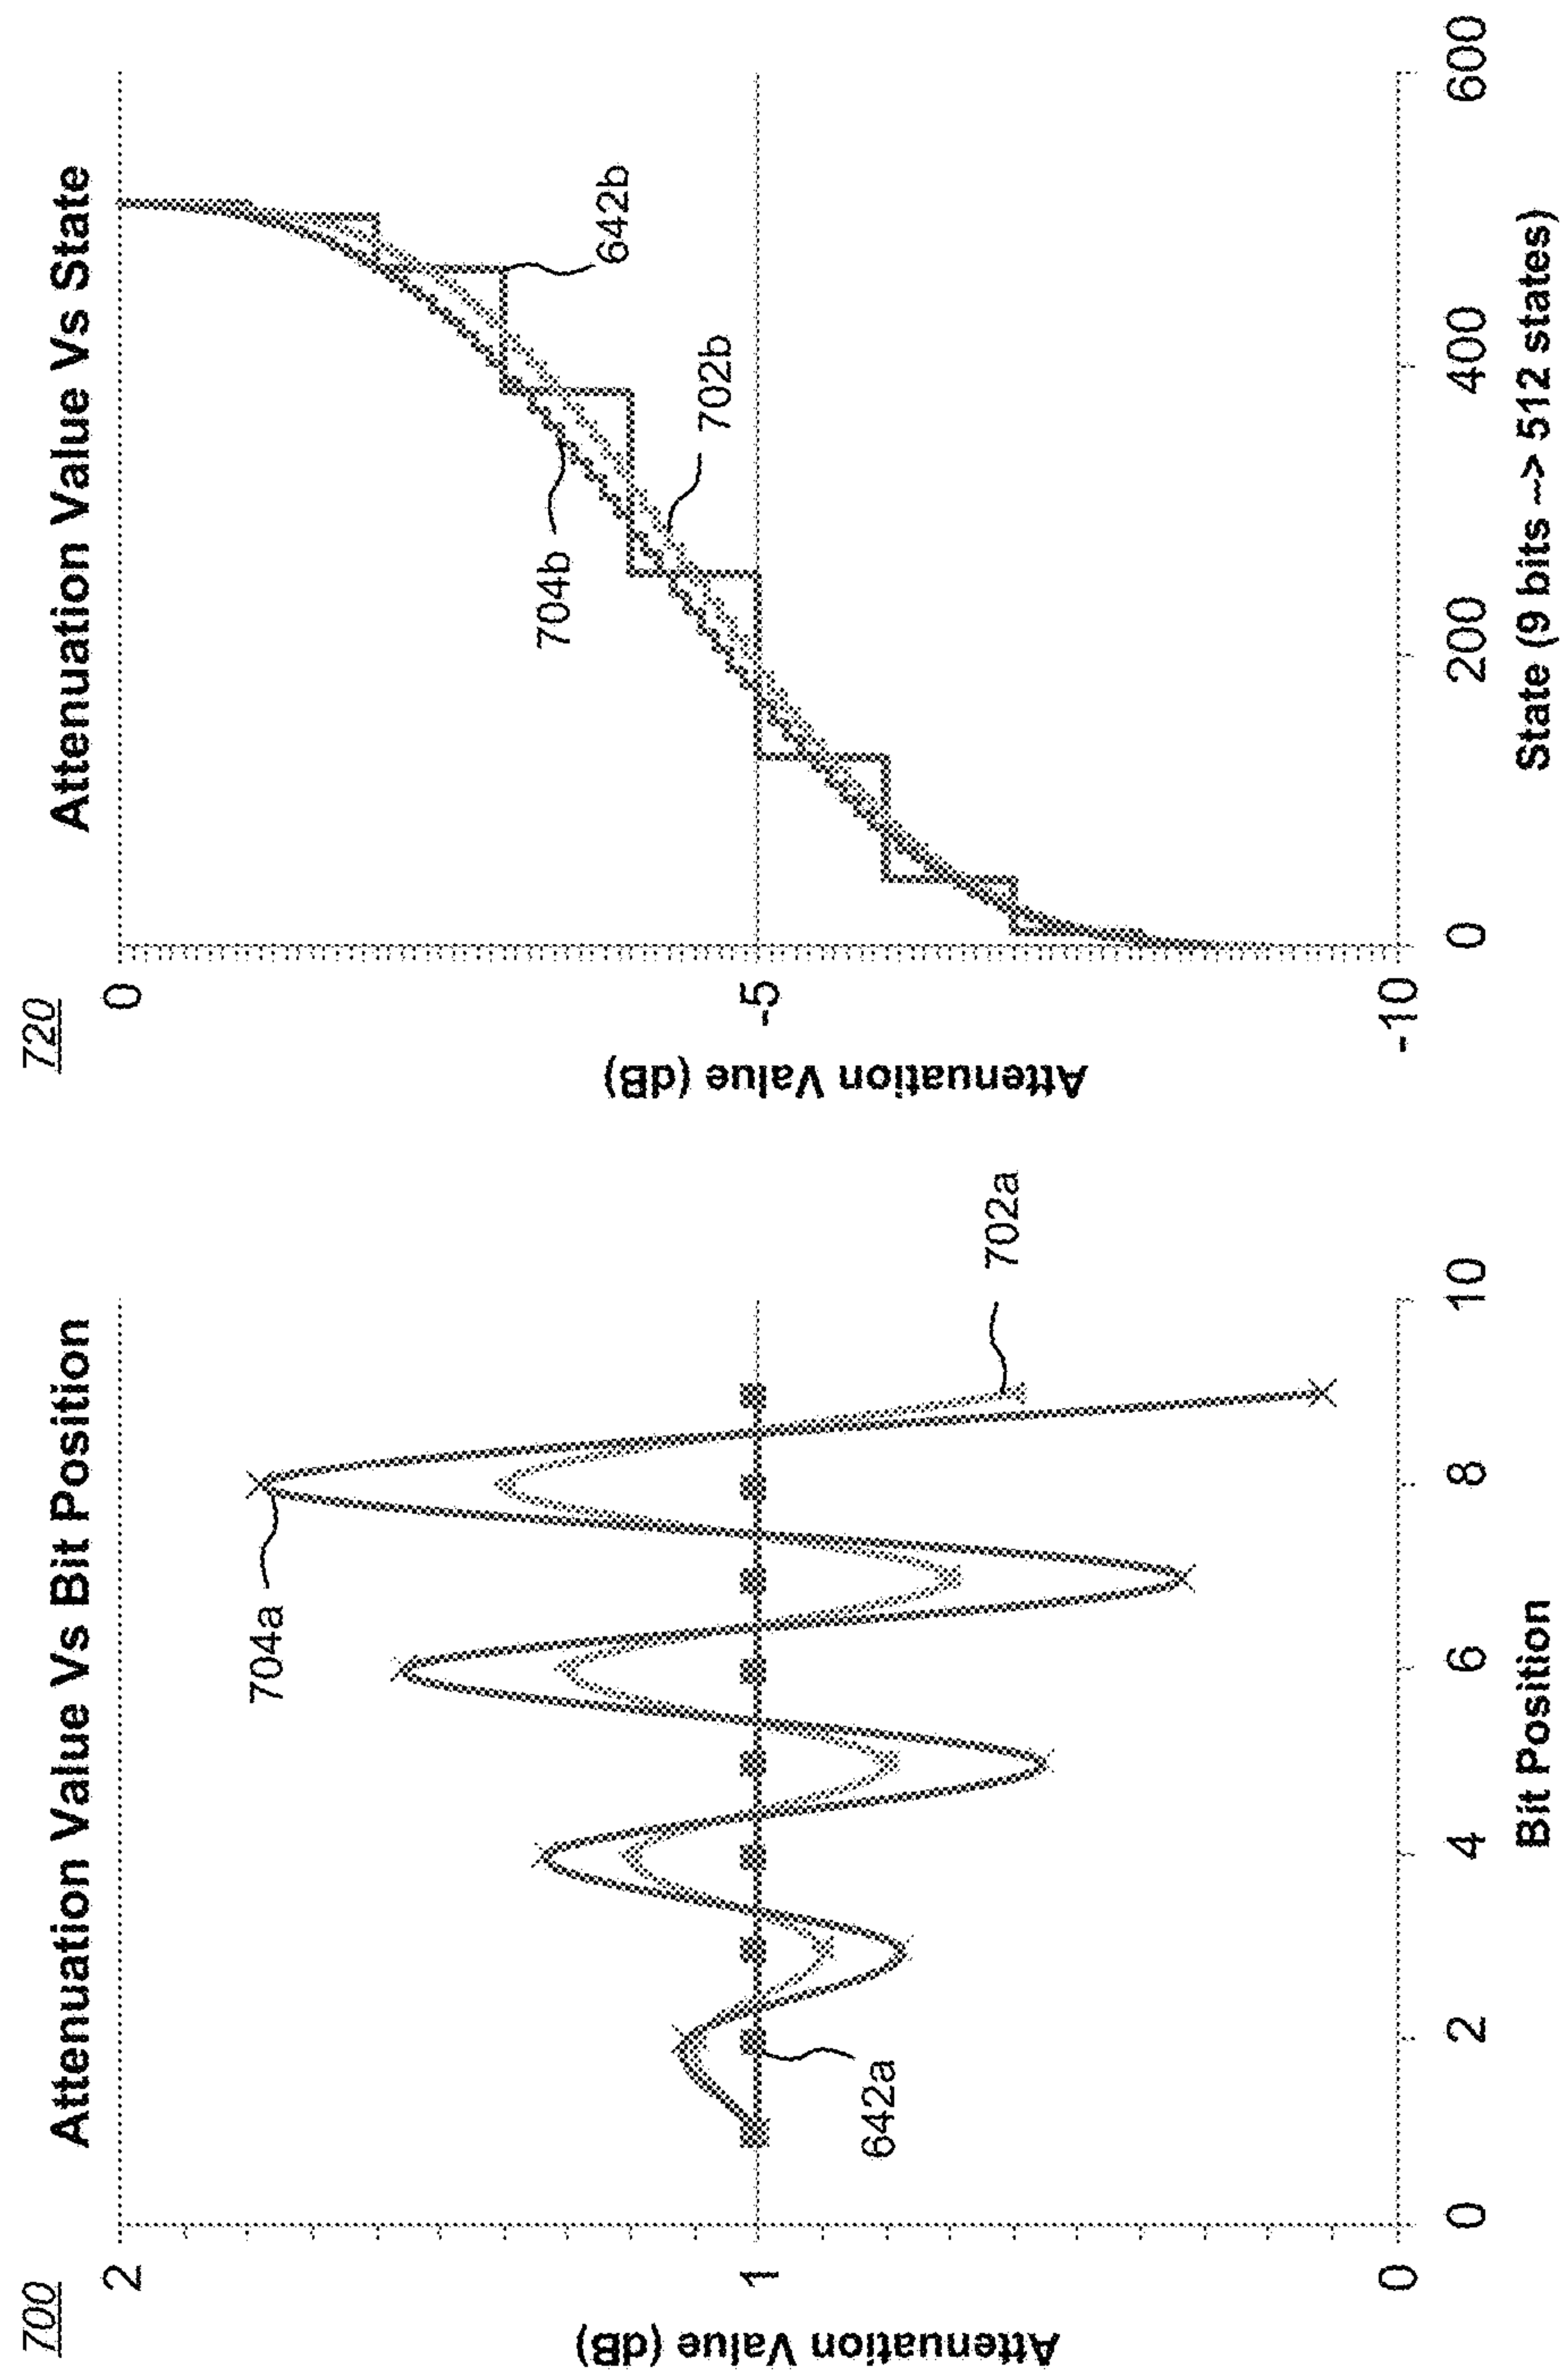 700
Attenuation Value Vs Bit Position
Attenuation Value (dB)
2
1
0
704a
702a
642a
0
2
4
6
8
10
Bit Position
720
Attenuation Value Vs State
Attenuation Value (dB)
0
-5
-10
704b
702b
642b
0
200
400
600
State (9 bits --> 512 states)